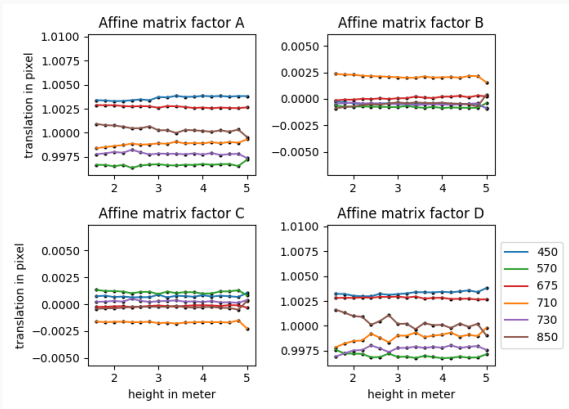 Affine matrix factor A
Affine matrix factor B
translation in pixel
1.0100
1.0075
1.0050
1.0025
1.0000
0.9975
2 3 4 5
0.0050
0.0025
0.0000
−0.0025
−0.0050
2 3 4 5
Affine matrix factor C
Affine matrix factor D
translation in pixel
0.0050
0.0025
0.0000
−0.0025
−0.0050
2 3 4 5
height in meter
1.0100
1.0075
1.0050
1.0025
1.0000
0.9975
2 3 4 5
height in meter
450
570
675
710
730
850